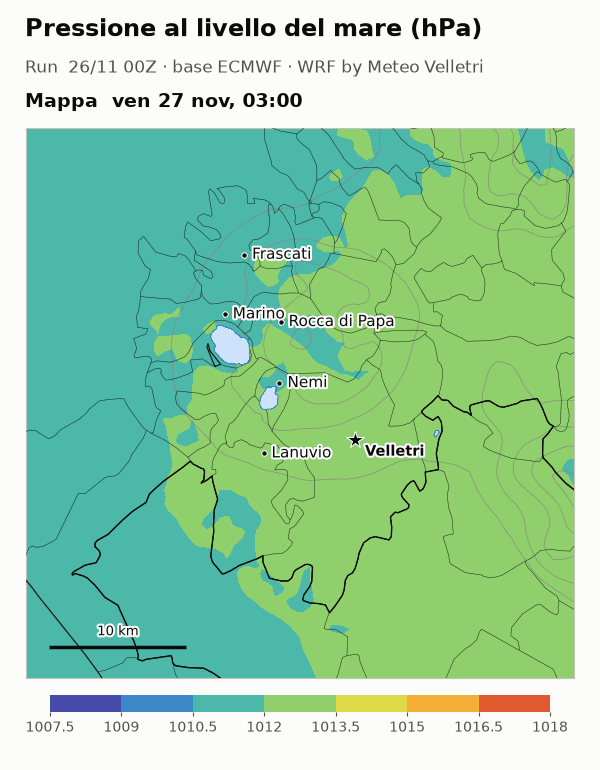 Pressione al livello del mare (hPa)
Run  26/11 00Z · base ECMWF · WRF by Meteo Velletri
Mappa  ven 27 nov, 03:00
Frascati
Marino
Rocca di Papa
Nemi
Velletri
Lanuvio
10 km
1007.5 1009 1010.5 1012 1013.5 1015 1016.5 1018